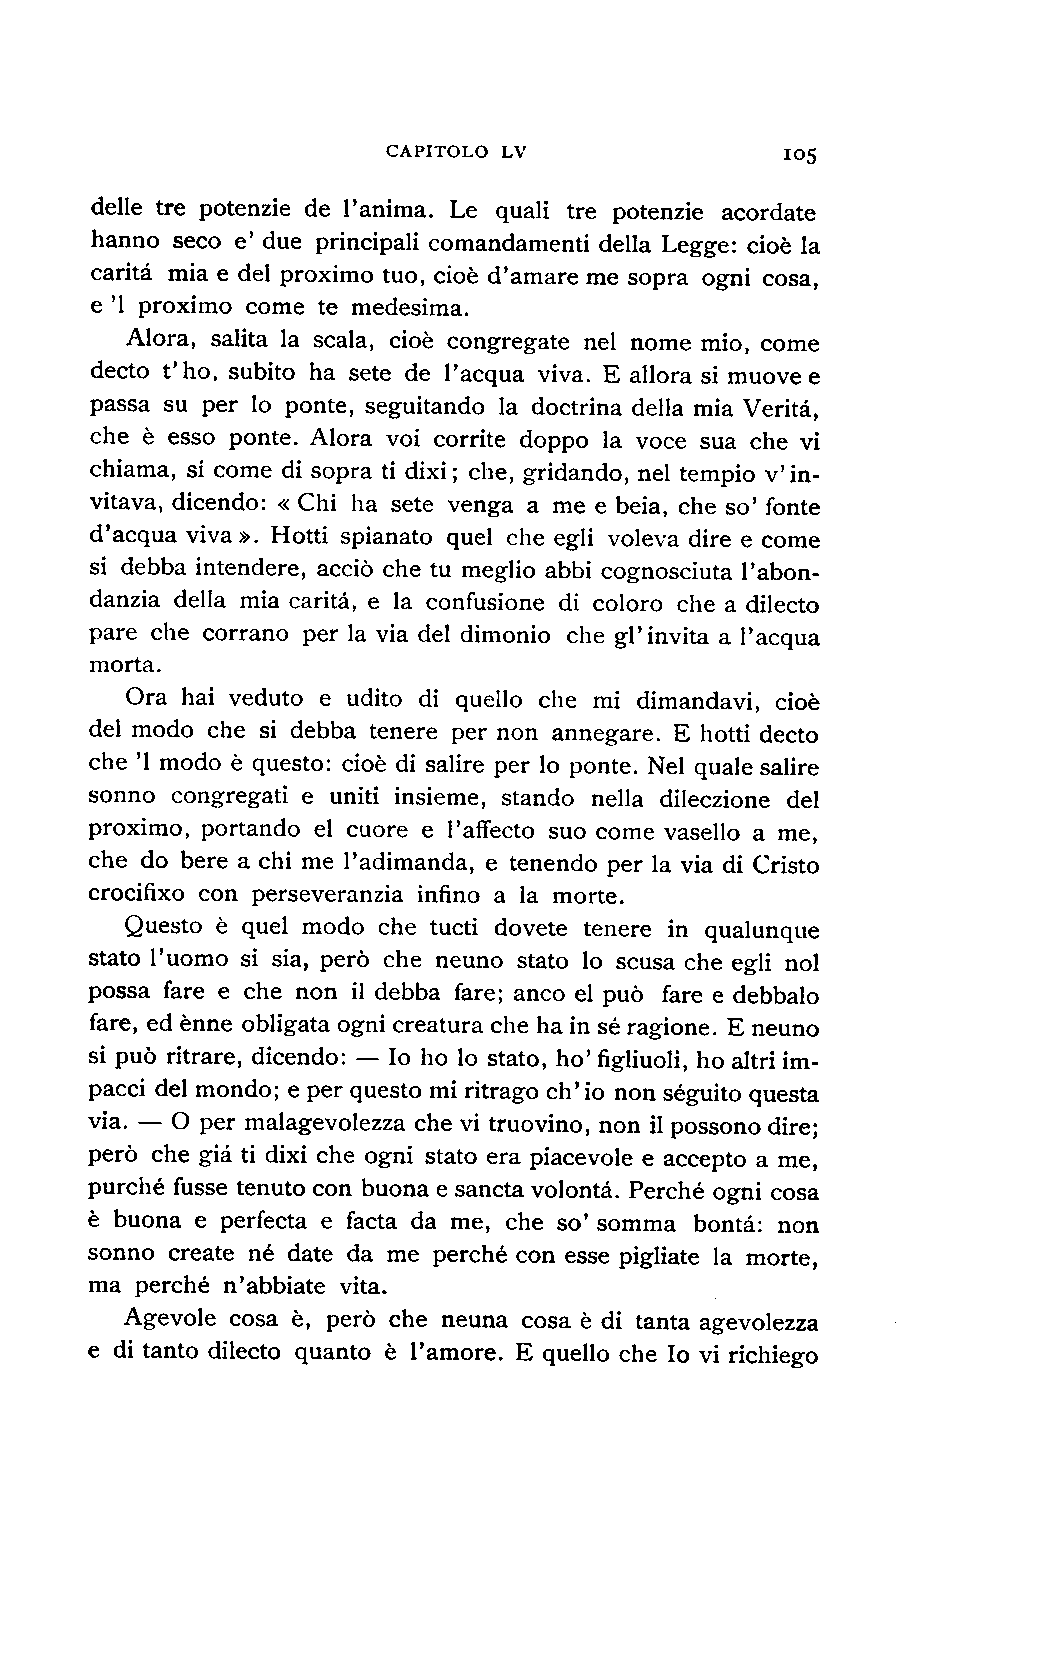 CAPITOLO LV 105
delle tre potenzie de l'anima. Le quali tre potenzie acordate
hanno seco e' due principali comandamenti della Legge: cioè la
caritá mia e del proximo tuo, cioè d'amare me sopra ogni cosa,
e 'l proximo come te medesima.
Alora, salita la scala, cioè congregate nel nome mio, come
decto t'ho, subito ha sete de l'acqua viva. E allora si muove e
passa su per lo ponte, seguitando la doctrina della mia Veritá,
che è esso ponte. Alora voi corrite doppo la voce sua che vi
chiama, sí come di sopra ti dixi; che, gridando, nel tempio v'in-
vitava, dicendo: « Chi ha sete venga a me e beia, che so' fonte
d'acqua viva ». Hotti spianato quel che egli voleva dire e come
si debba intendere, acciò che tu meglio abbi cognosciuta l'abon-
danzia della mia caritá, e la confusione di coloro che a dilecto
pare che corrano per la via del dimonio che gl'invita a l'acqua
morta.
Ora hai veduto e udito di quello che mi dimandavi, cioè
del modo che si debba tenere per non annegare. E hotti decto
che 'l modo è questo: cioè di salire per lo ponte. Nel quale salire
sonno congregati e uniti insieme, stando nella dileczione del
proximo, portando el cuore e l'affecto suo come vasello a me,
che do bere a chi me l'adimanda, e tenendo per la via di Cristo
crocifixo con perseveranzia infino a la morte.
Questo è quel modo che tucti dovete tenere in qualunque
stato l'uomo si sia, però che neuno stato lo scusa che egli nol
possa fare e che non il debba fare; anco el può fare e debbalo
fare, ed ènne obligata ogni creatura che ha in sé ragione. E neuno
si può ritrare, dicendo: — Io ho lo stato, ho' figliuoli, ho altri im-
pacci del mondo; e per questo mi ritrago ch'io non séguito questa
via. — O per malagevolezza che vi truovino, non il possono dire;
però che giá ti dixi che ogni stato era piacevole e accepto a me,
purché fusse tenuto con buona e sancta volontá. Perché ogni cosa
è buona e perfecta e facta da me, che so' somma bontá: non
sonno create né date da me perché con esse pigliate la morte,
ma perché n'abbiate vita.
Agevole cosa è, però che neuna cosa è di tanta agevolezza
e di tanto dilecto quanto è l'amore. E quello che Io vi richiego